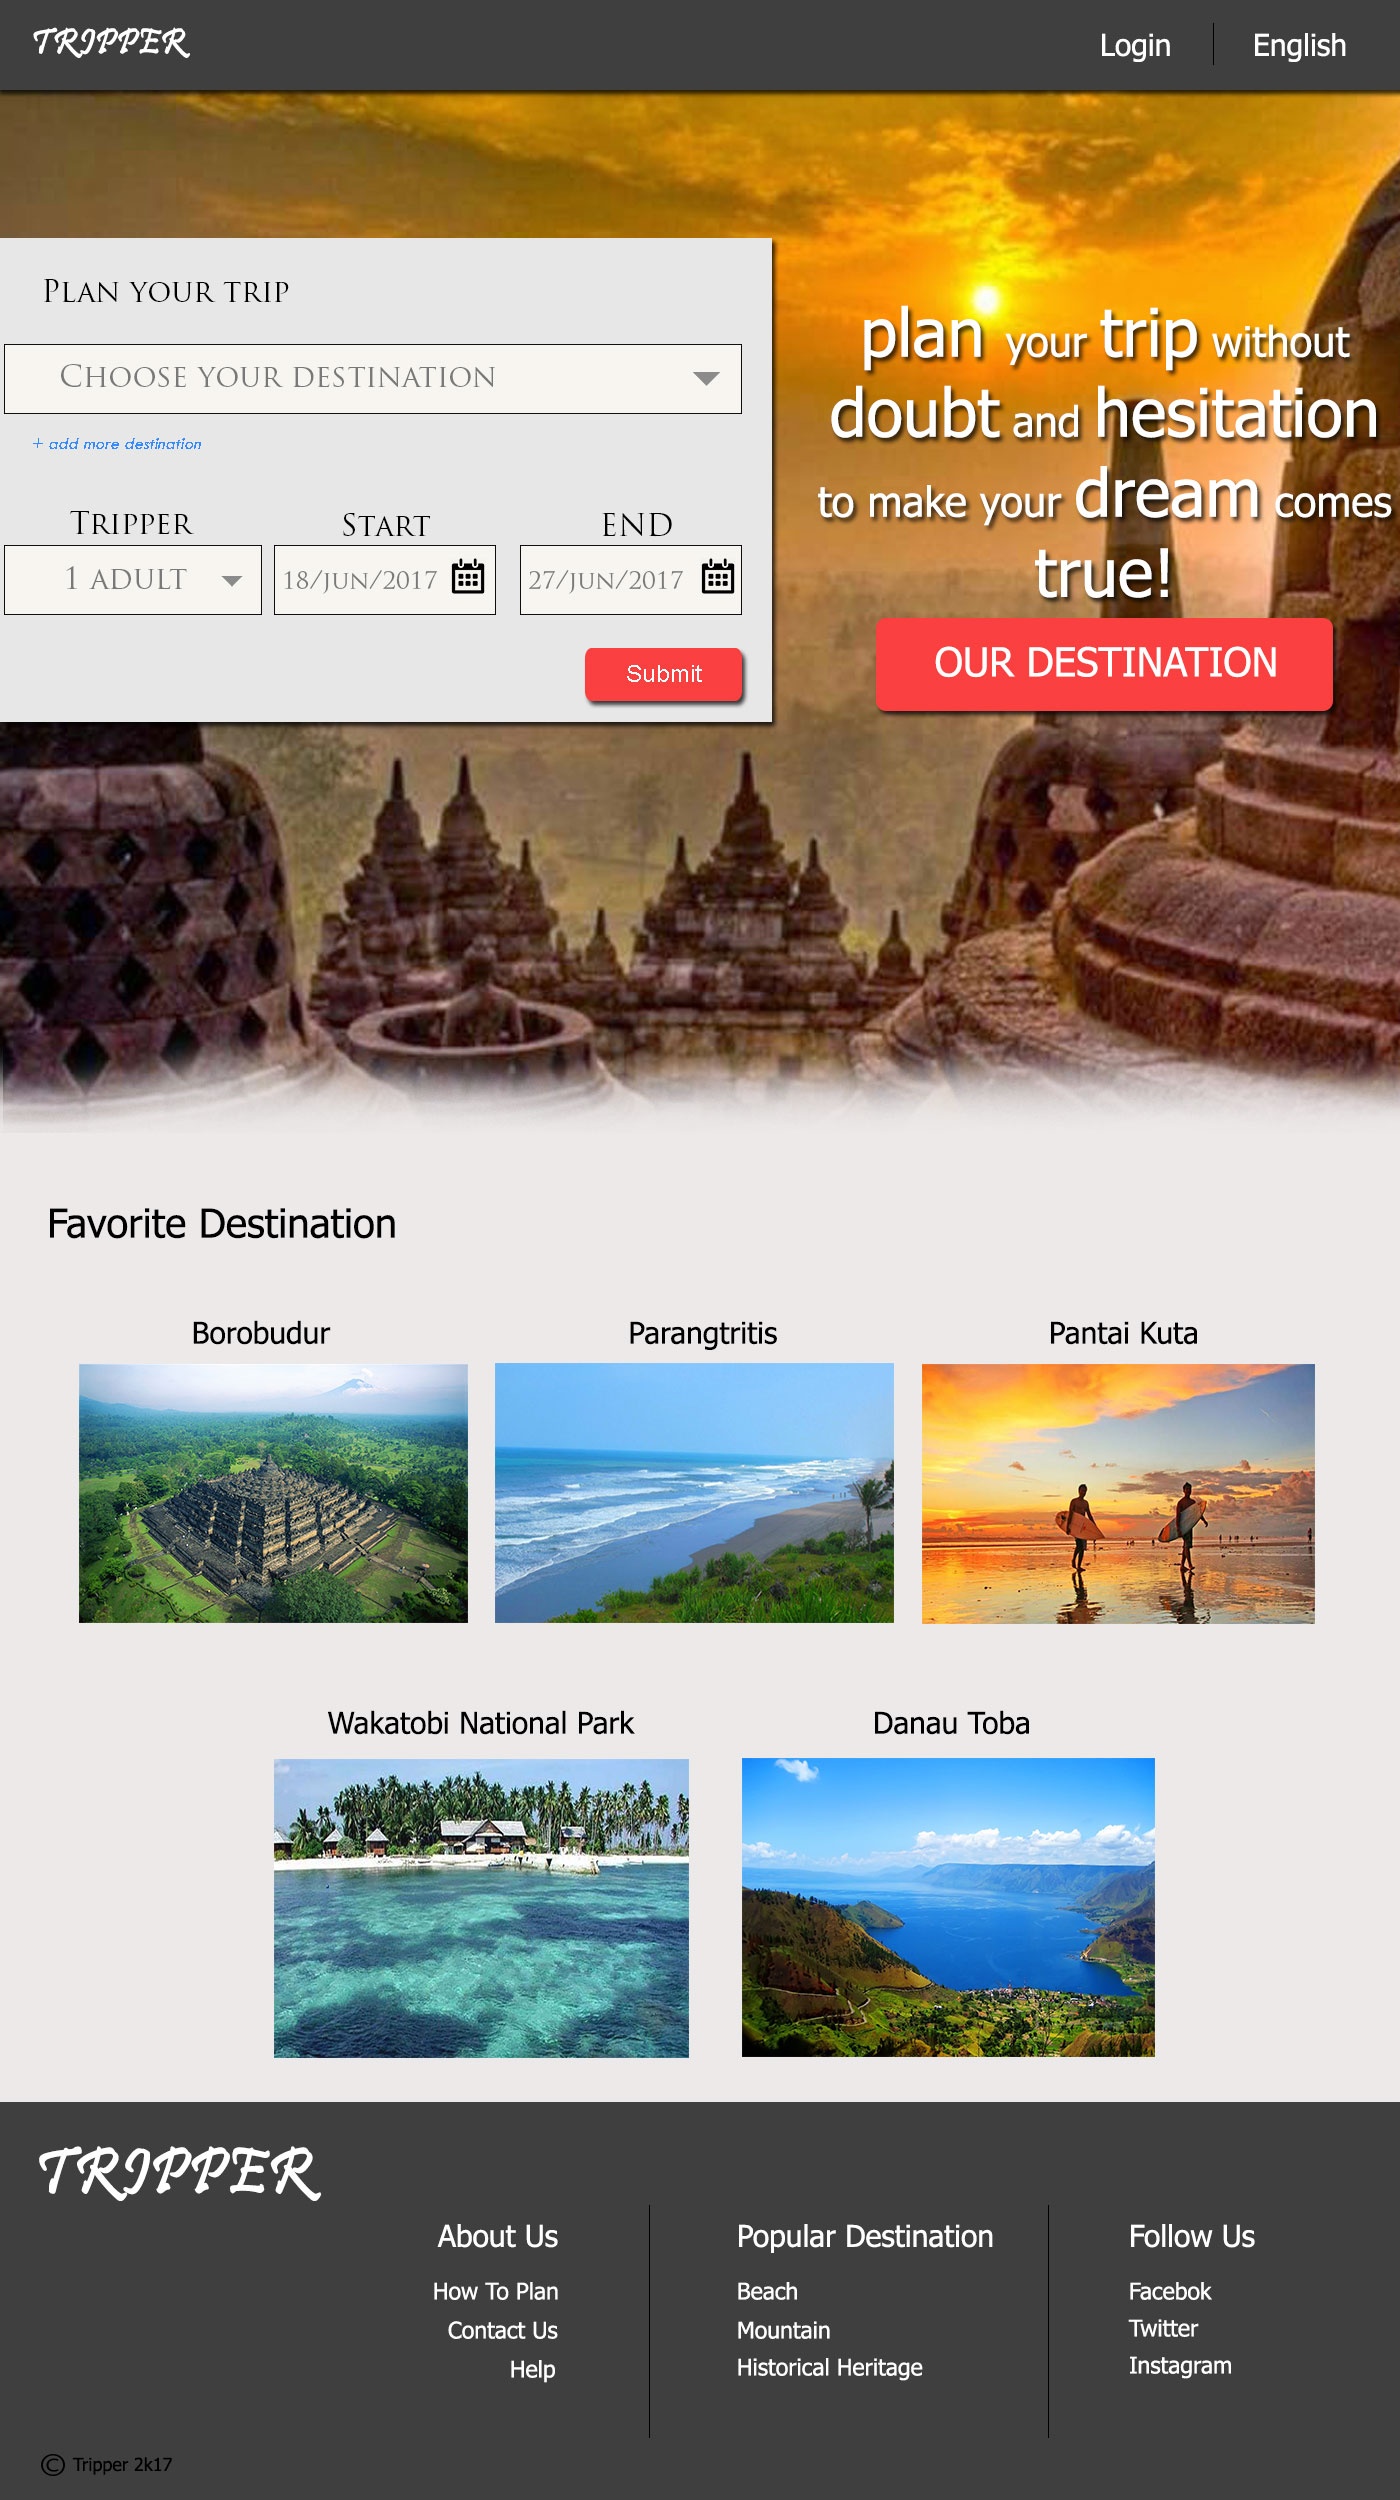 TRIPPER
Login
English
Plan your trip
Choose your destination
+ add more destination
Tripper
Start
END
1 adult
18/jun/2017
27/jun/2017
Submit
plan your trip without
doubt and hesitation
to make your dream comes
true!
OUR DESTINATION
Favorite Destination
Borobudur
Parangtritis
Pantai Kuta
Wakatobi National Park
Danau Toba
TRIPPER
About Us
How To Plan
Contact Us
Help
Popular Destination
Beach
Mountain
Historical Heritage
Follow Us
Facebok
Twitter
Instagram
© Tripper 2k17